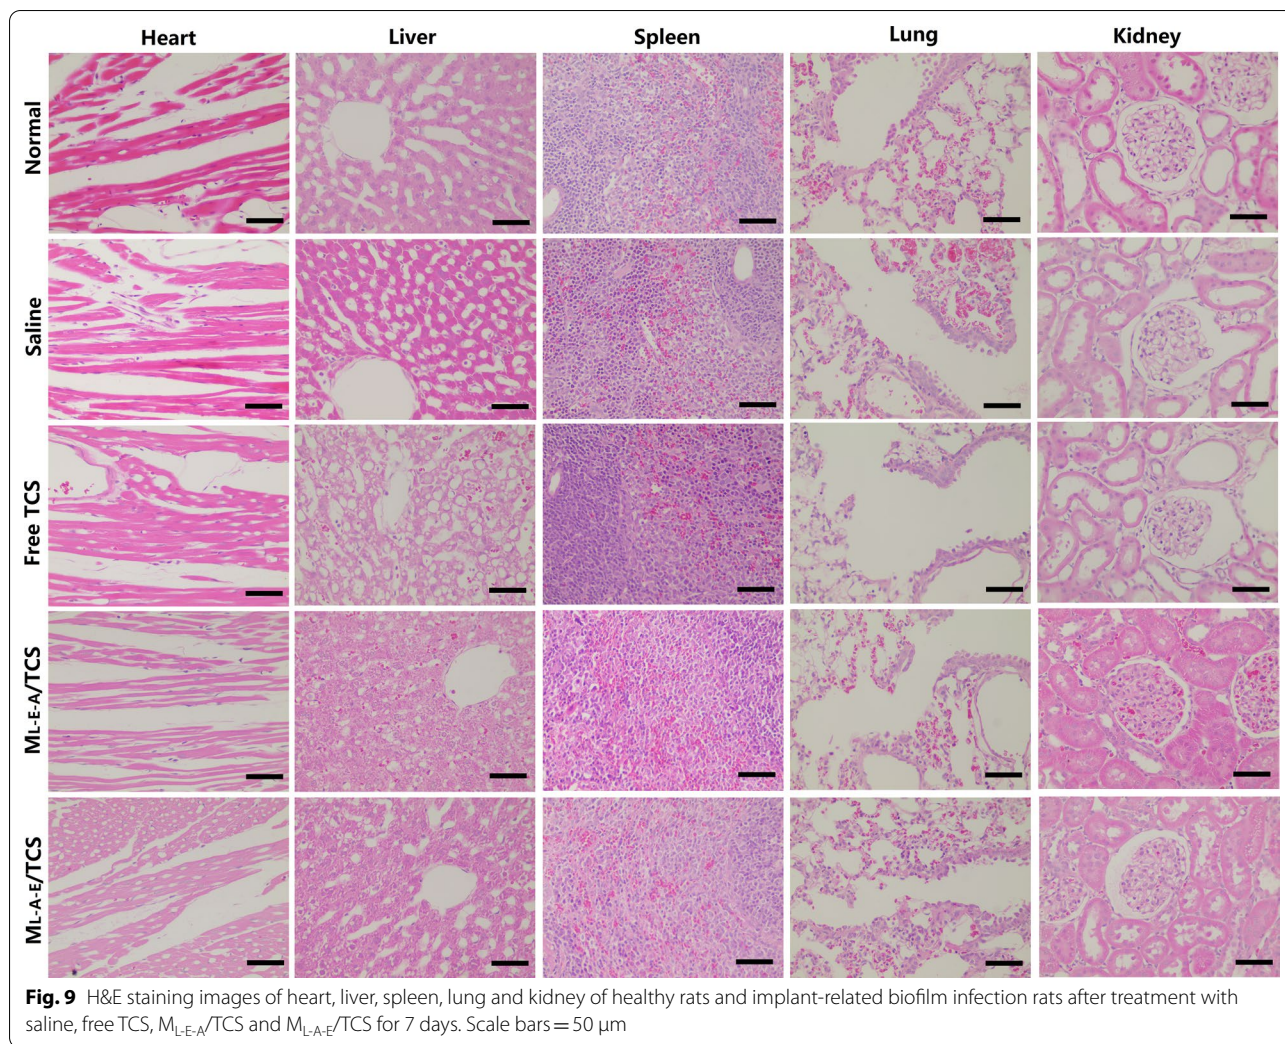 Heart Liver Spleen Lung Kidney
Normal
Saline
Free TCS
ML-E-A/TCS
ML-A-E/TCS
Fig. 9 H&E staining images of heart, liver, spleen, lung and kidney of healthy rats and implant-related biofilm infection rats after treatment with
saline, free TCS, ML-E-A/TCS and ML-A-E/TCS for 7 days. Scale bars = 50 μm